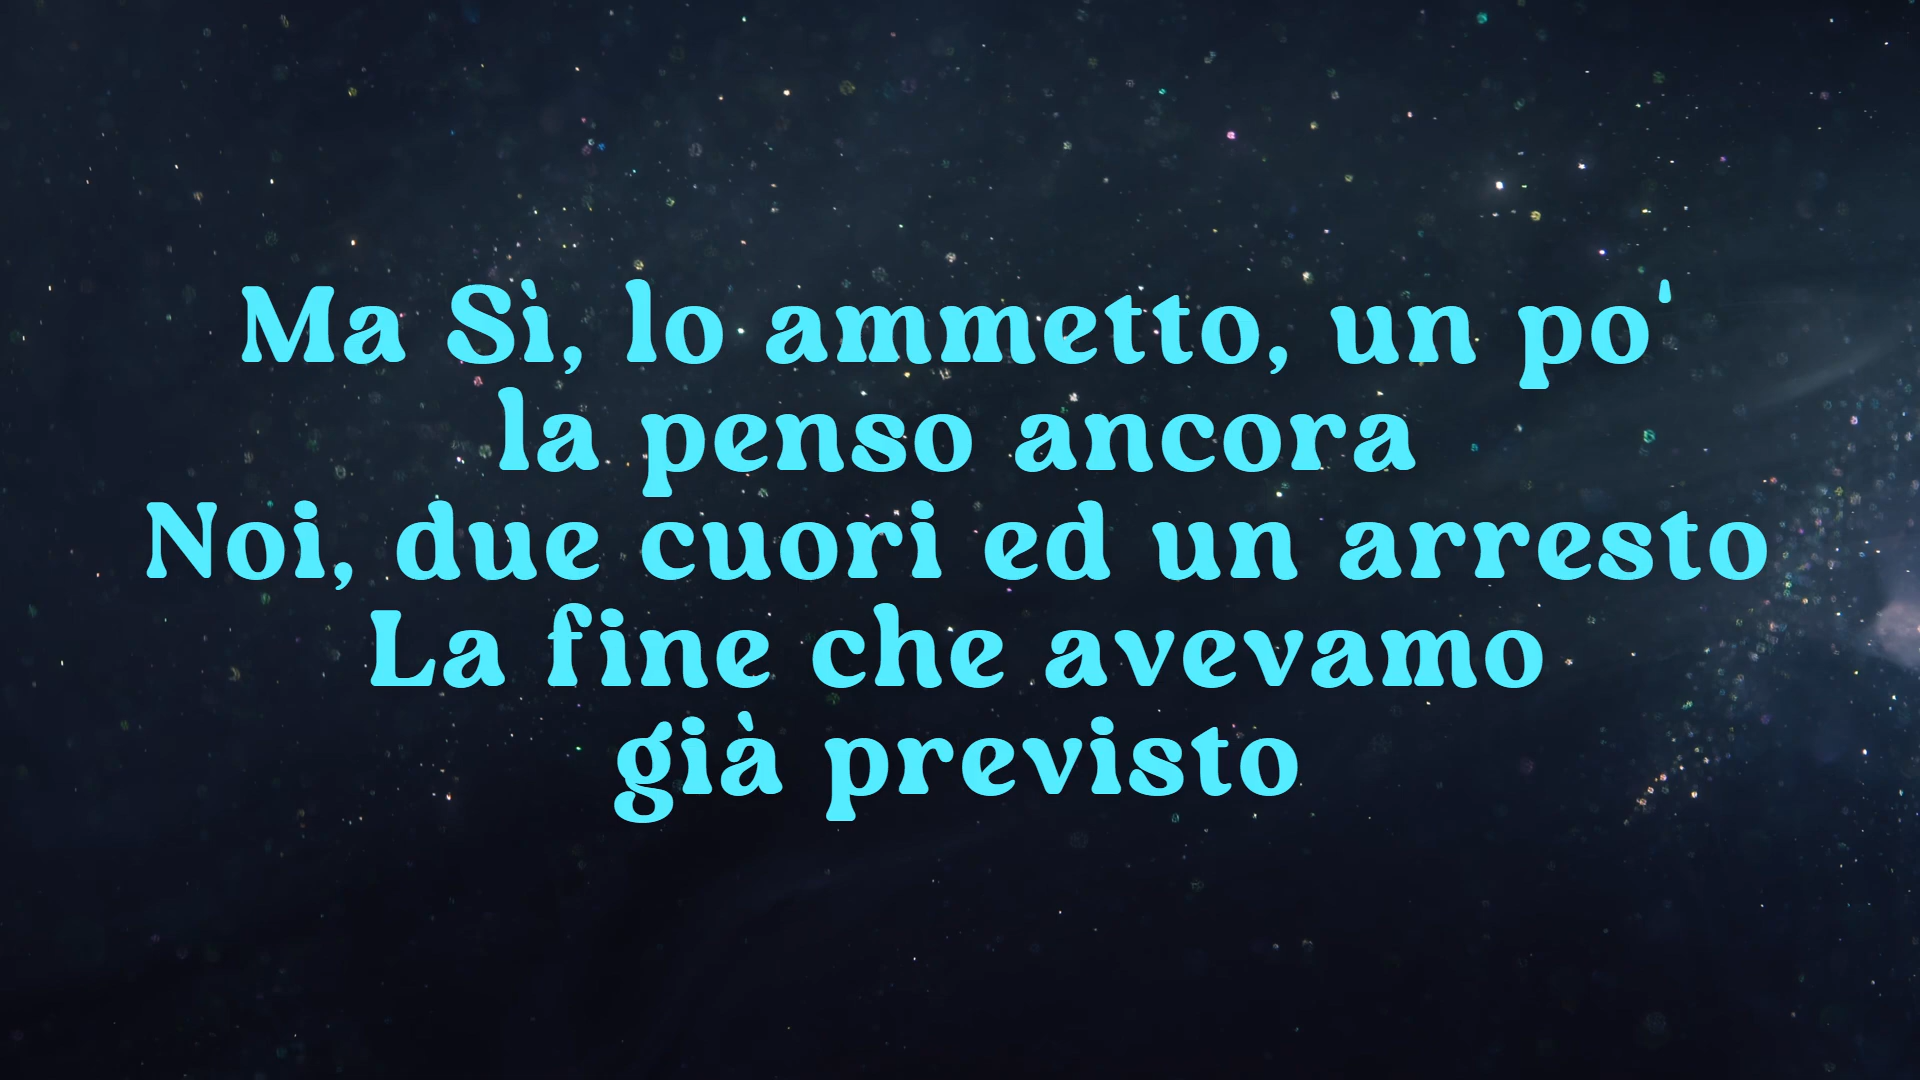 Ma Sì, lo ammetto, un po'
la penso ancora
Noi, due cuori ed un arresto
La fine che avevamo
già previsto